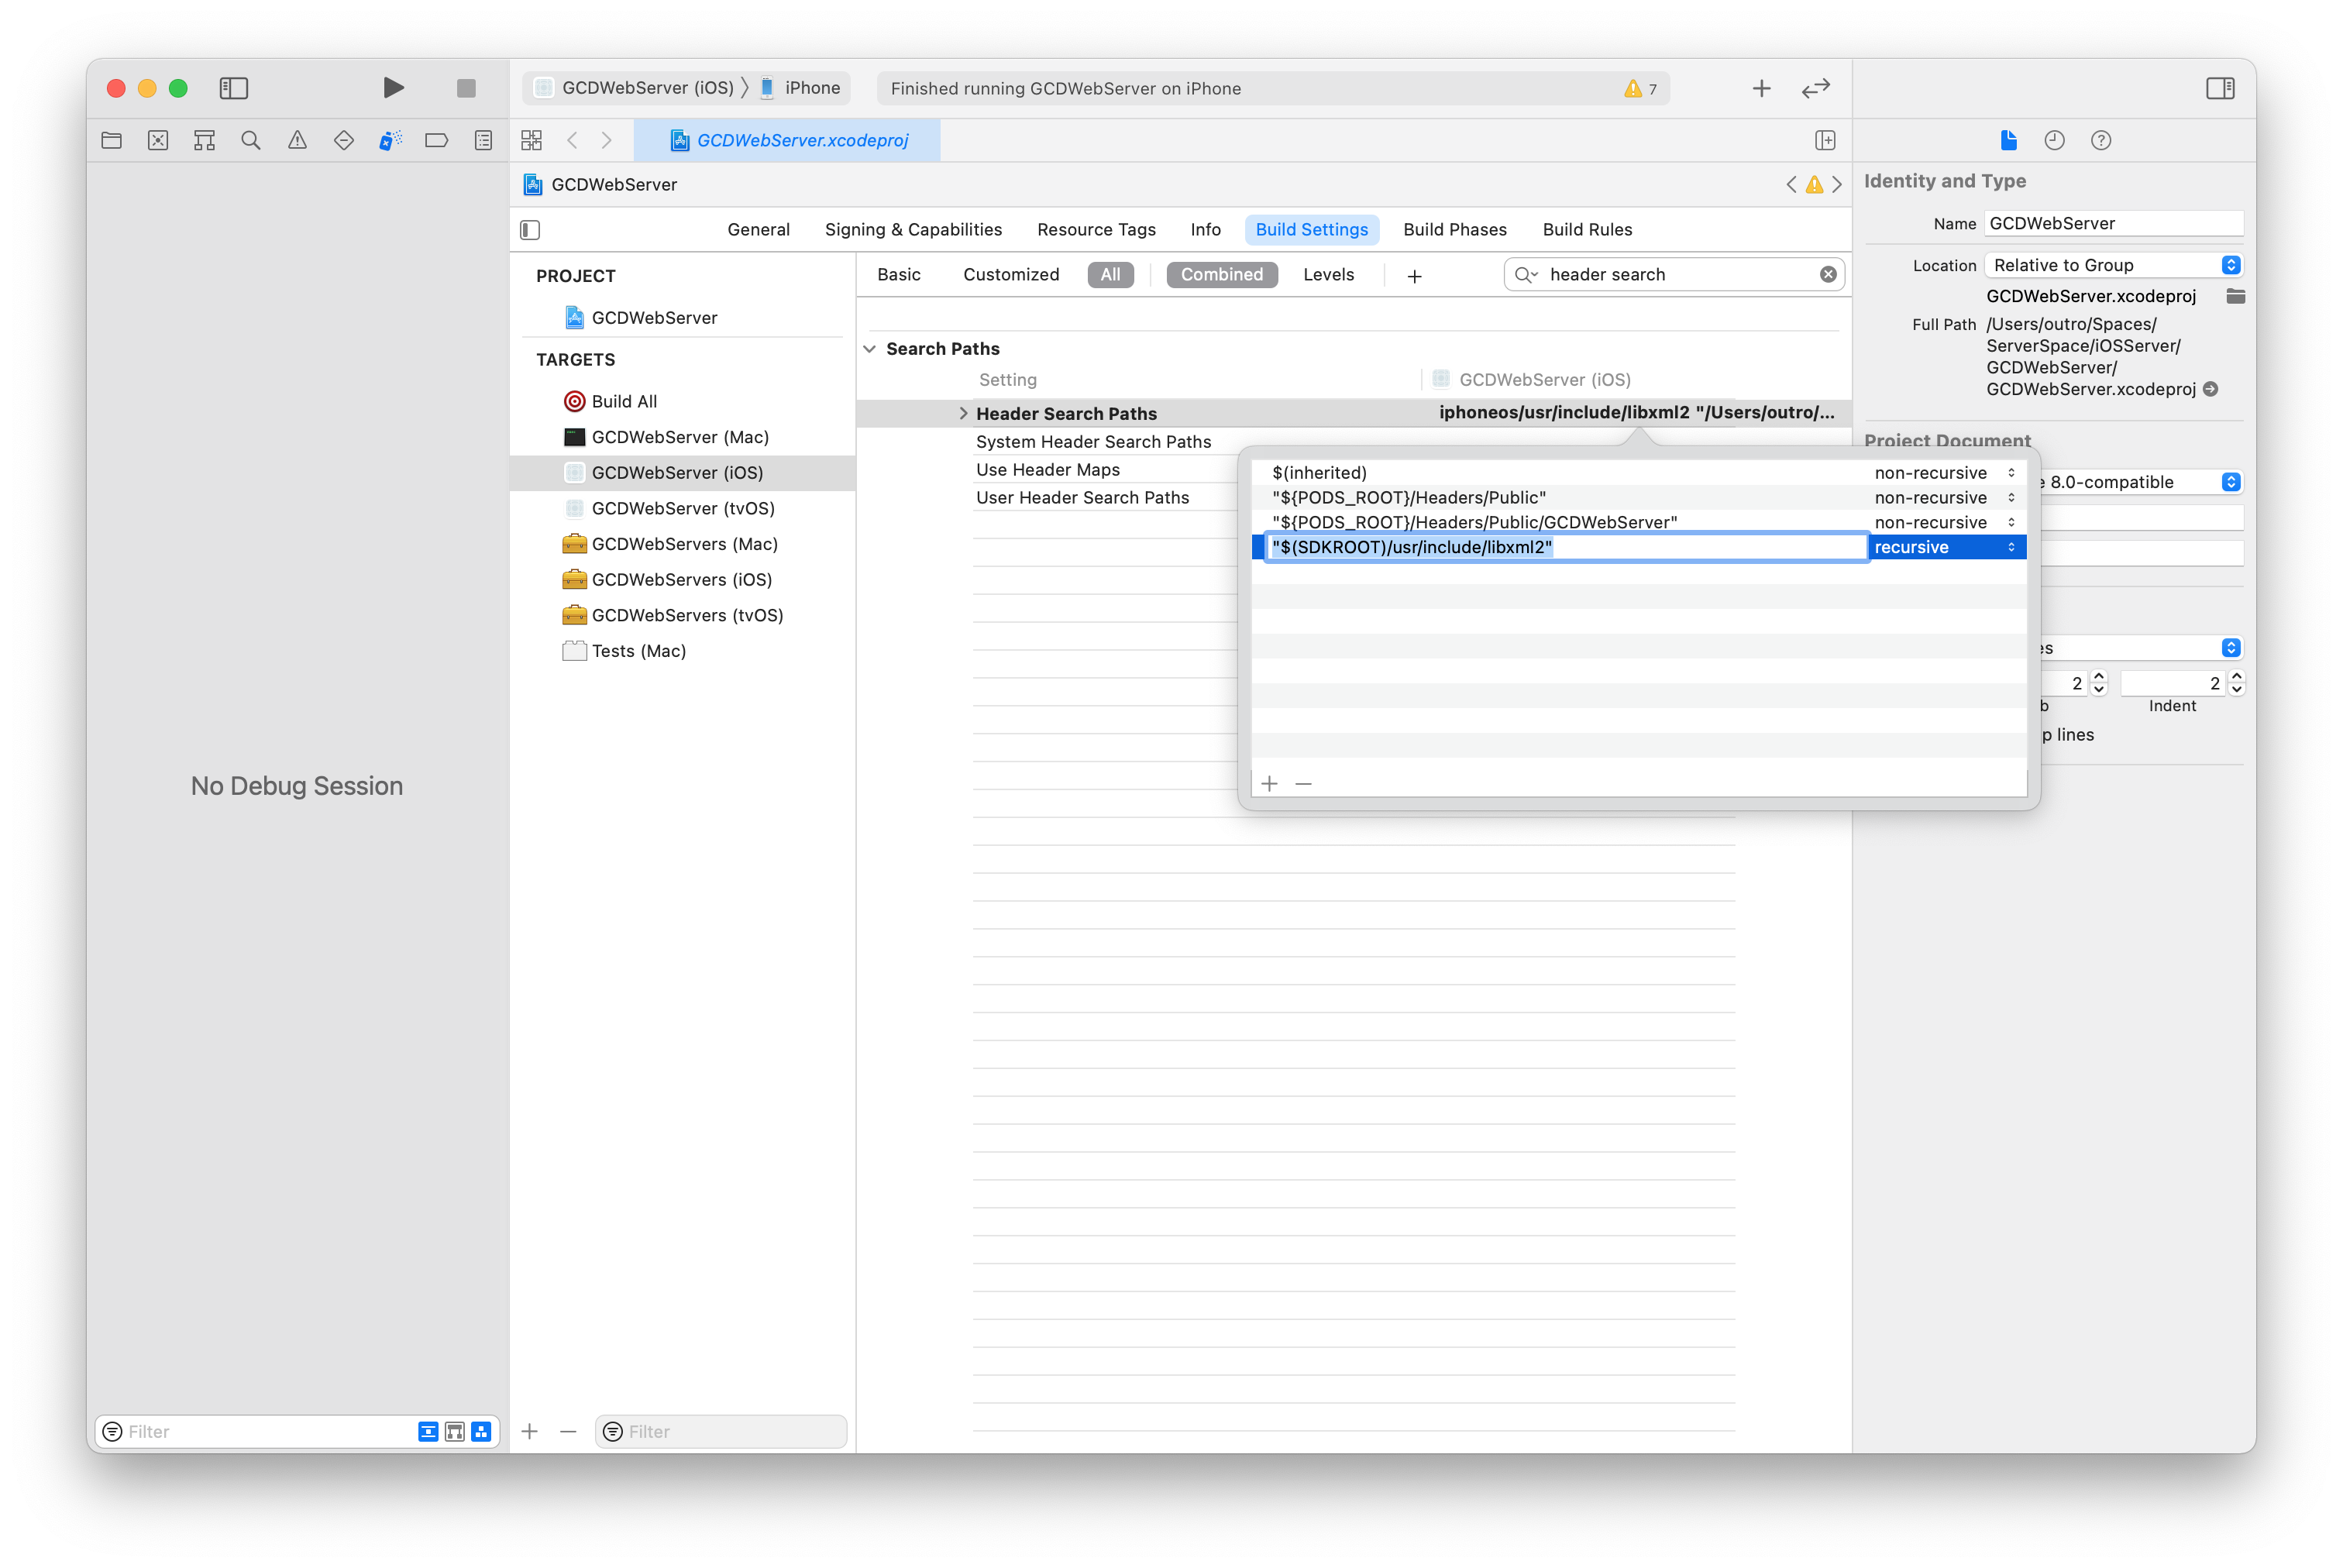 GCDWebServer (iOS) 〉 iPhone
Finished running GCDWebServer on iPhone
7
GCDWebServer.xcodeproj
GCDWebServer
General Signing & Capabilities Resource Tags Info Build Settings Build Phases Build Rules
PROJECT
GCDWebServer
TARGETS
Build All
GCDWebServer (Mac)
GCDWebServer (iOS)
GCDWebServer (tvOS)
GCDWebServers (Mac)
GCDWebServers (iOS)
GCDWebServers (tvOS)
Tests (Mac)
Basic Customized All Combined Levels + header search
Search Paths
Setting GCDWebServer (iOS)
Header Search Paths iphoneos/usr/include/libxml2 "/Users/outro/...
System Header Search Paths
Use Header Maps
User Header Search Paths
$(inherited) non-recursive
"${PODS_ROOT}/Headers/Public" non-recursive
"${PODS_ROOT}/Headers/Public/GCDWebServer" non-recursive
"$(SDKROOT)/usr/include/libxml2" recursive
Identity and Type
Name GCDWebServer
Location Relative to Group
GCDWebServer.xcodeproj
Full Path /Users/outro/Spaces/
ServerSpace/iOSServer/
GCDWebServer/
GCDWebServer.xcodeproj
Project Document
8.0-compatible
2 2
Indent
lines
No Debug Session
Filter
Filter